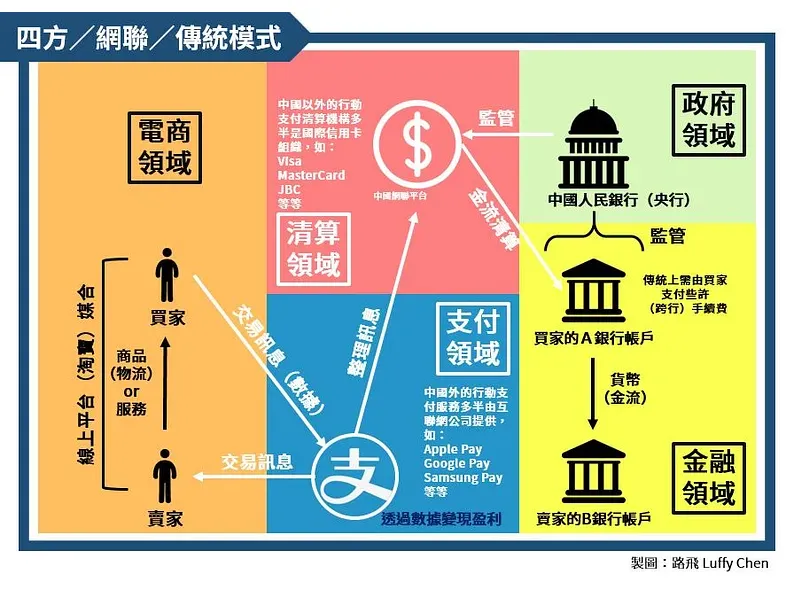 四方／網聯／傳統模式
電商
領域
中國以外的行動
支付清算機構多
半是國際信用卡
組織，如：
Visa
MasterCard
JBC
等等
清算
領域
中國網聯平台
監管
金流清算
政府
領域
中國人民銀行（央行）
監管
傳統上需由買家
支付些許
（跨行）手續費
買家的A銀行帳戶
貨幣
（金流）
賣家的B銀行帳戶
金融
領域
線上平台（淘寶）媒合
買家
商品
（物流）
or
服務
賣家
交易訊息（數據）
交易訊息
整理訊息
支付
領域
中國外的行動支
付服務多半由互
聯網公司提供，
如：
Apple Pay
Google Pay
Samsung Pay
等等
支
透過數據變現盈利
製圖：路飛 Luffy Chen